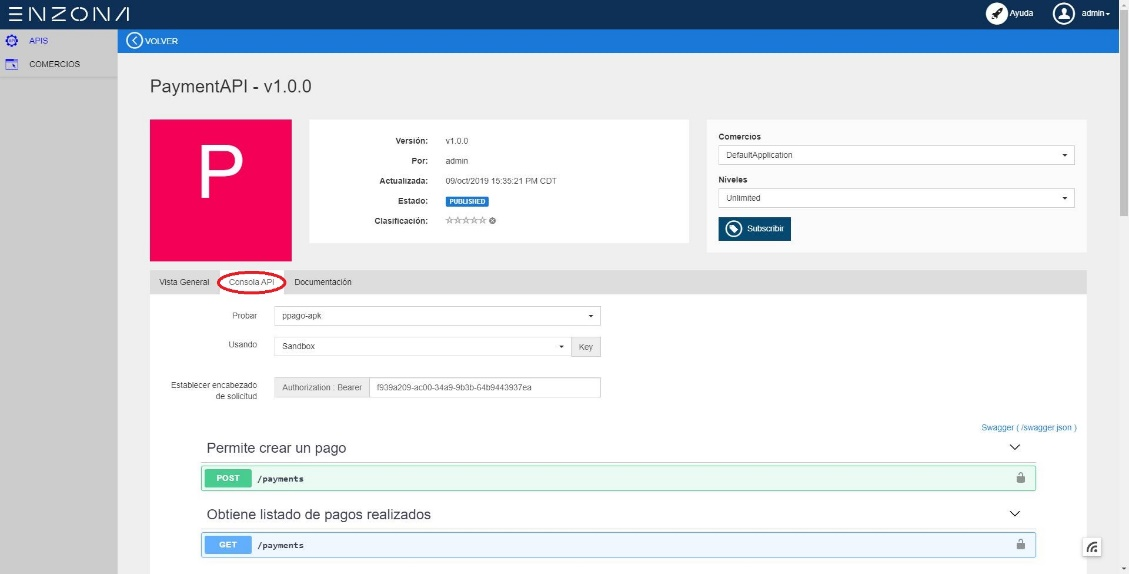 ENZONA
Ayuda
admin
APIS
VOLVER
COMERCIOS
PaymentAPI - v1.0.0
P
Versión: v1.0.0
Por: admin
Actualizada: 09/oct/2019 15:35:21 PM CDT
Estado: PUBLISHED
Clasificación:
Comercios
DefaultApplication
Niveles
Unlimited
Subscribir
Vista General Consola API Documentación
Probar ppago-apk
Usando Sandbox Key
Establecer encabezado
de solicitud
Authorization : Bearer f939a209-ac00-34a9-9b3b-64b9443937ea
Swagger ( /swagger.json )
Permite crear un pago
POST /payments
Obtiene listado de pagos realizados
GET /payments